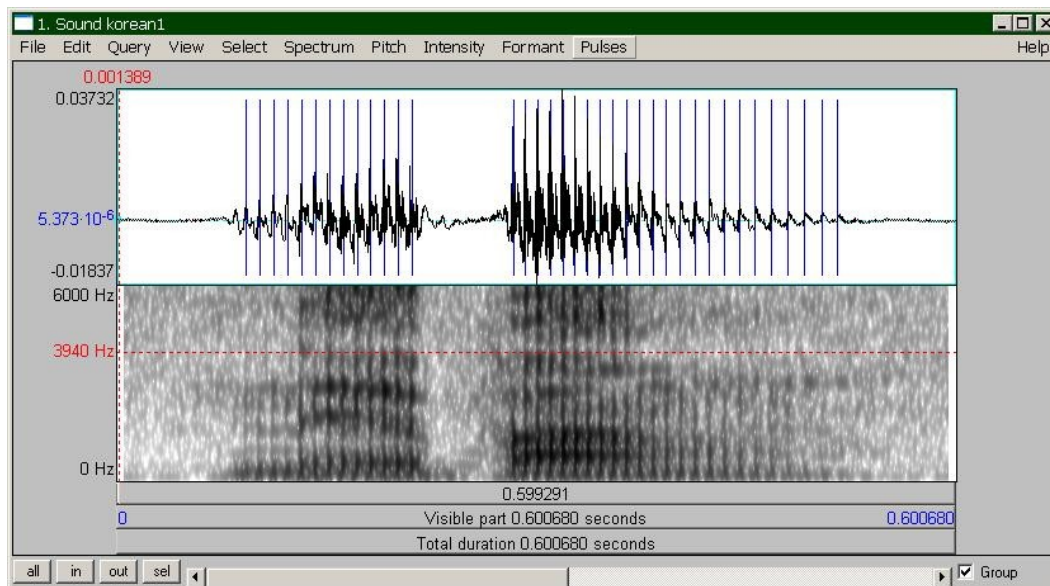 1. Sound korean1
File Edit Query View Select Spectrum Pitch Intensity Formant Pulses Help
0.001389
0.03732
5.373·10-6
-0.01837
6000 Hz
3940 Hz
0 Hz
0.599291
0 Visible part 0.600680 seconds 0.600680
Total duration 0.600680 seconds
all in out sel Group